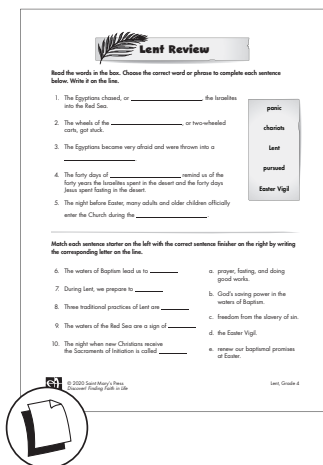 Lent Review
Read the words in the box. Choose the correct word or phrase to complete each sentence
below. Write it on the line.
1. The Egyptians chased, or ____________, the Israelites
into the Red Sea.
2. The wheels of the ____________, or two-wheeled
carts, got stuck.
3. The Egyptians became very afraid and were thrown into a
____________.
4. The forty days of ____________ remind us of the
forty years the Israelites spent in the desert and the forty days
Jesus spent fasting in the desert.
5. The night before Easter, many adults and older children officially
enter the Church during the ____________.
panic
chariots
Lent
pursued
Easter Vigil
Match each sentence starter on the left with the correct sentence finisher on the right by writing
the corresponding letter on the line.
6. The waters of Baptism lead us to ______
7. During Lent, we prepare to ______
8. Three traditional practices of Lent are ______
9. The waters of the Red Sea are a sign of ______
10. The night when new Christians receive
the Sacraments of Initiation is called ______
a. prayer, fasting, and doing
good works.
b. God's saving power in the
waters of Baptism.
c. freedom from the slavery of sin.
d. the Easter Vigil.
e. renew our baptismal promises
at Easter.
© 2020 Saint Mary's Press
Discover! Finding Faith in Life
Lent, Grade 4